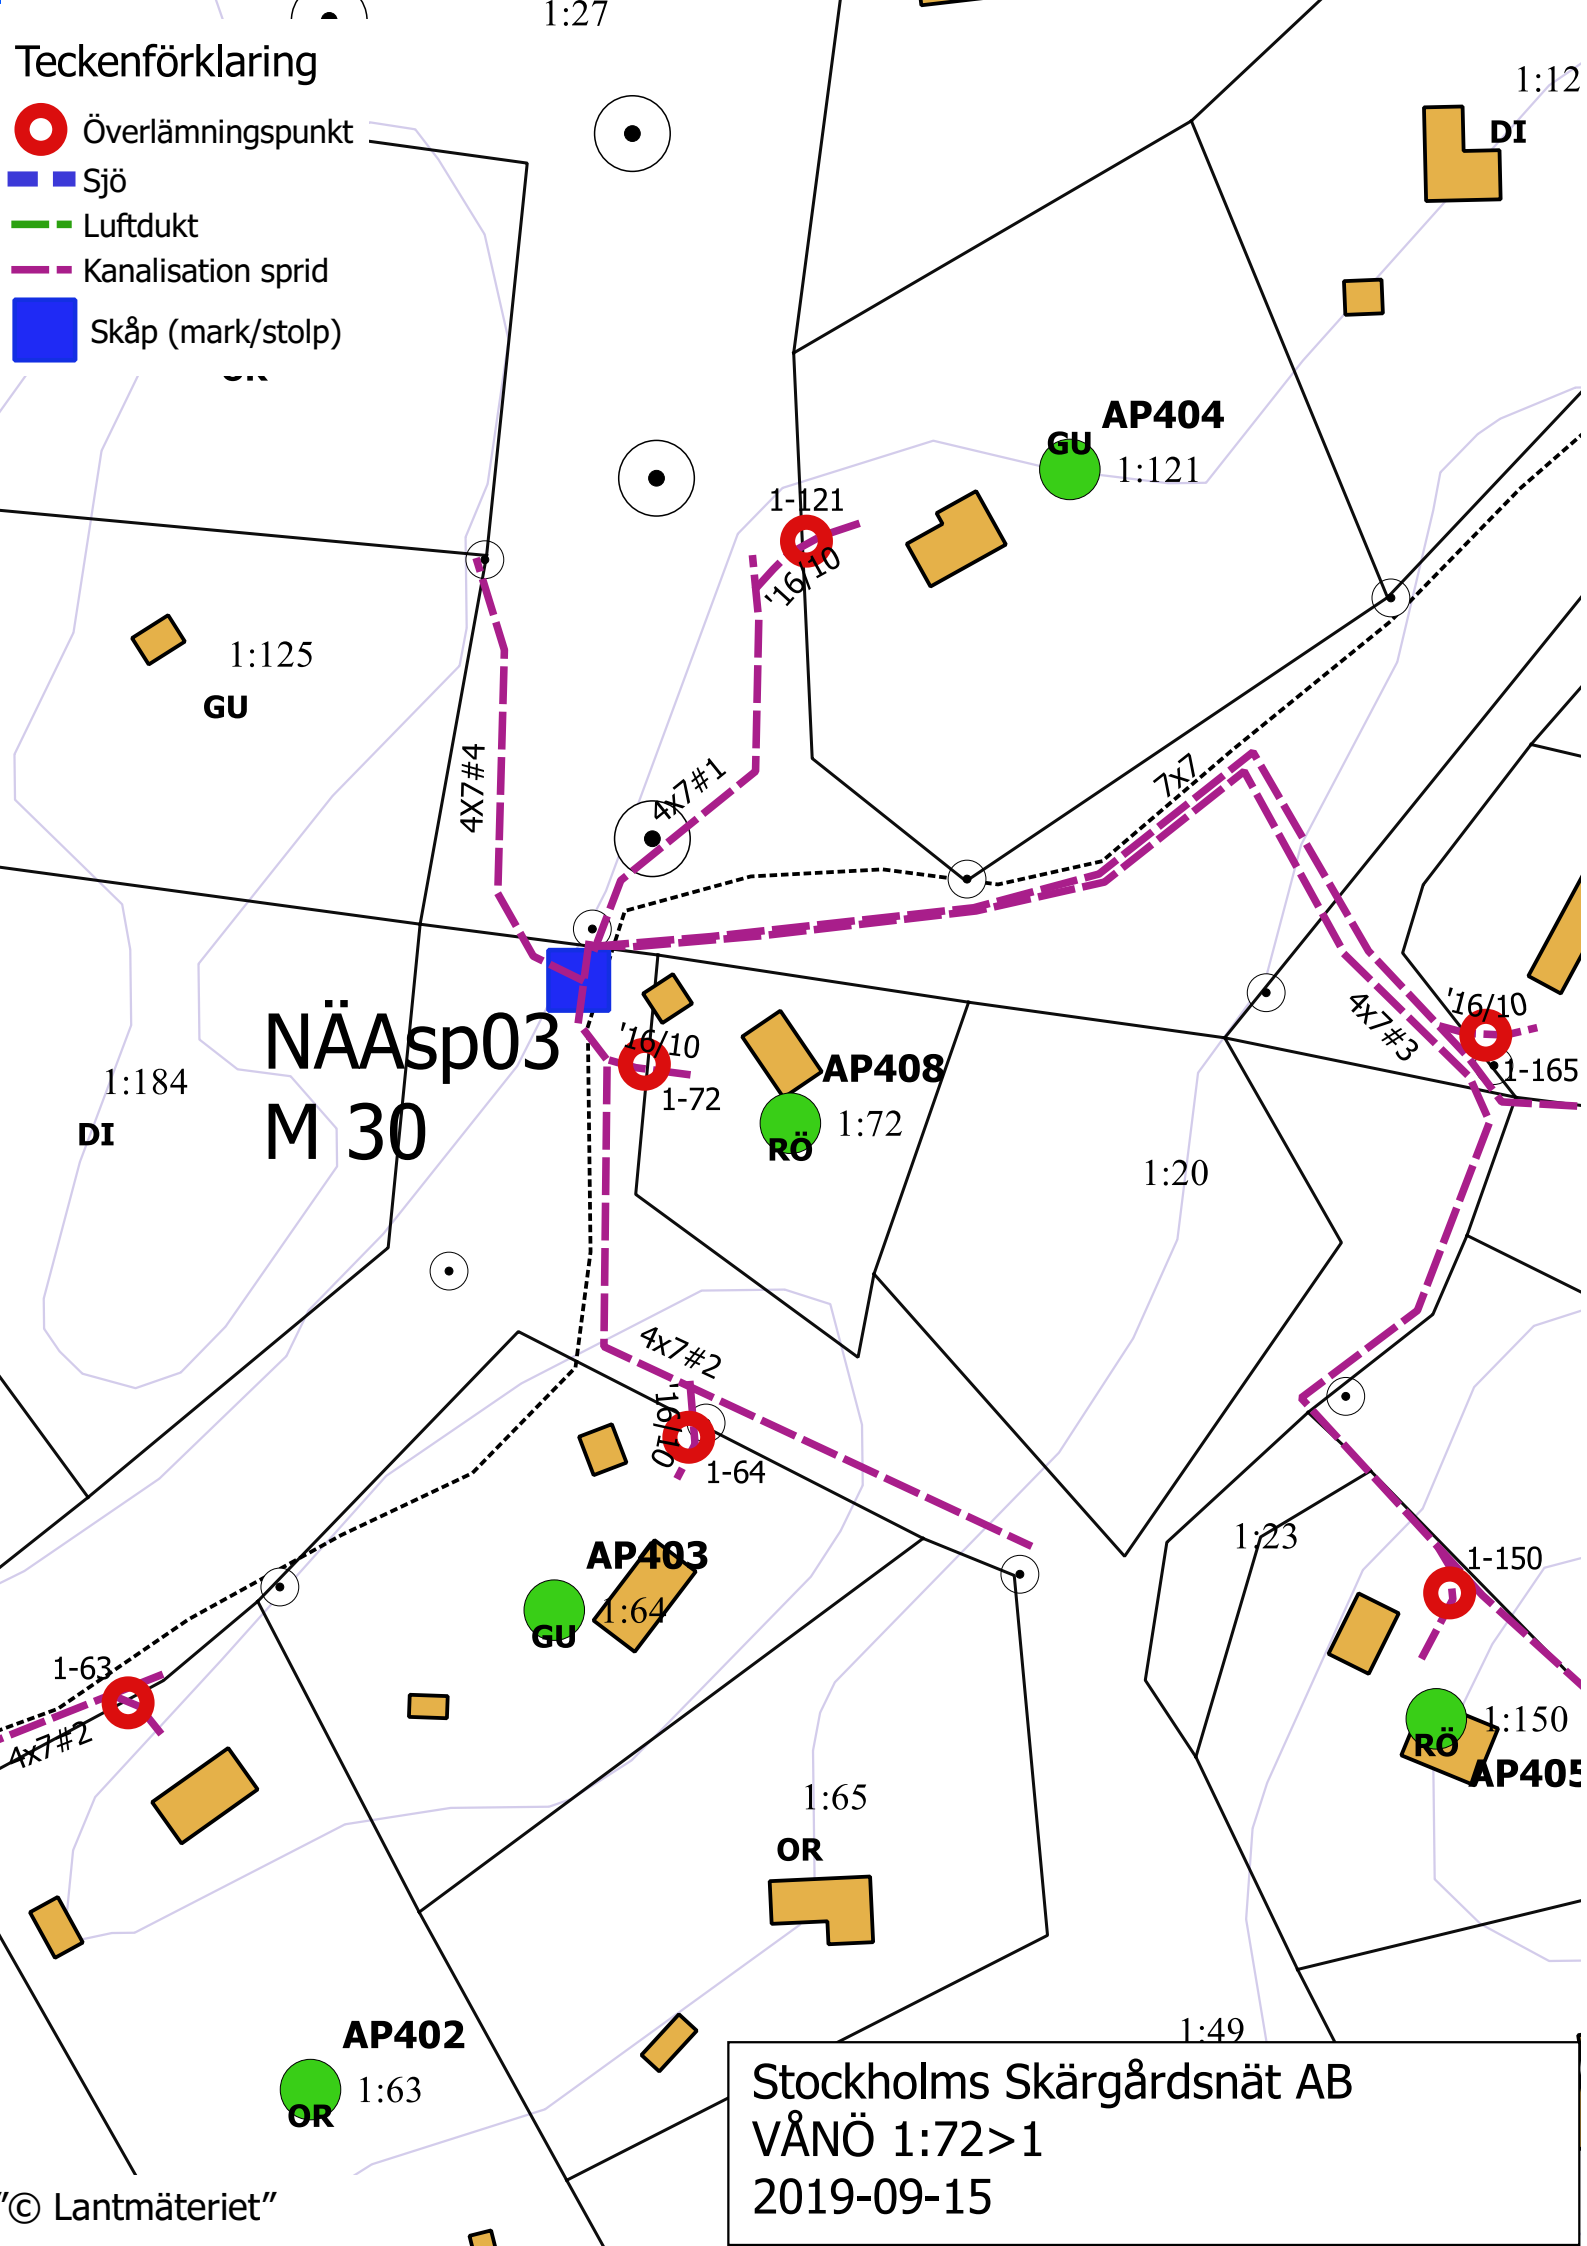 1:27
Teckenförklaring
Överlämningspunkt
Sjö
Luftdukt
Kanalisation sprid
Skåp (mark/stolp)
1:12
DI
AP404
GU
1:121
1-121
'16/10
1:125
GU
4X7#4
4x7#1
7x7
NÄAsp03
M 30
1:184
DI
'16/10
1-72
AP408
1:72
RÖ
1:20
4x7#3
'16/10
1-165
4x7#2
'16/10
1-64
AP403
1:64
GU
1:23
1-150
1:150
RÖ
AP405
1-63
4x7#2
1:65
OR
AP402
1:63
OR
1:49
Stockholms Skärgårdsnät AB
VÅNÖ 1:72>1
2019-09-15
"© Lantmäteriet"